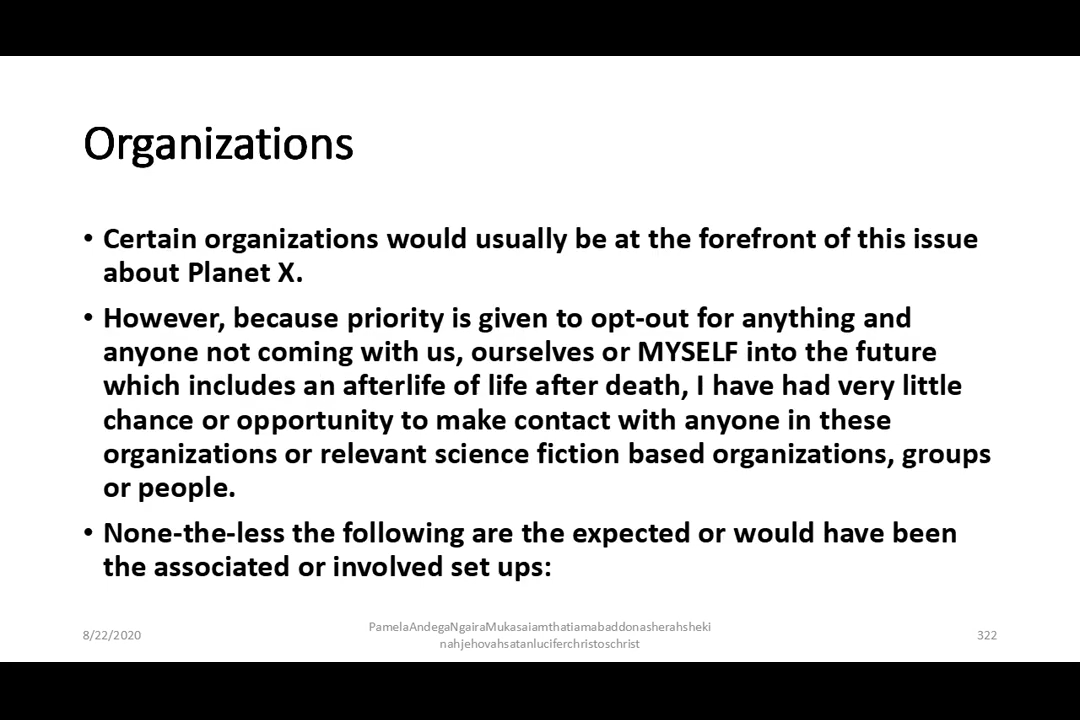 Organizations
• Certain organizations would usually be at the forefront of this issue
about Planet X.
• However, because priority is given to opt-out for anything and
anyone not coming with us, ourselves or MYSELF into the future
which includes an afterlife of life after death, I have had very little
chance or opportunity to make contact with anyone in these
organizations or relevant science fiction based organizations, groups
or people.
• None-the-less the following are the expected or would have been
the associated or involved set ups:
8/22/2020
PamelaAndegaNgairaMukasaiamthatiamabaddonasherahsheki
nahjehovahsatanluciferchristoschrist
322